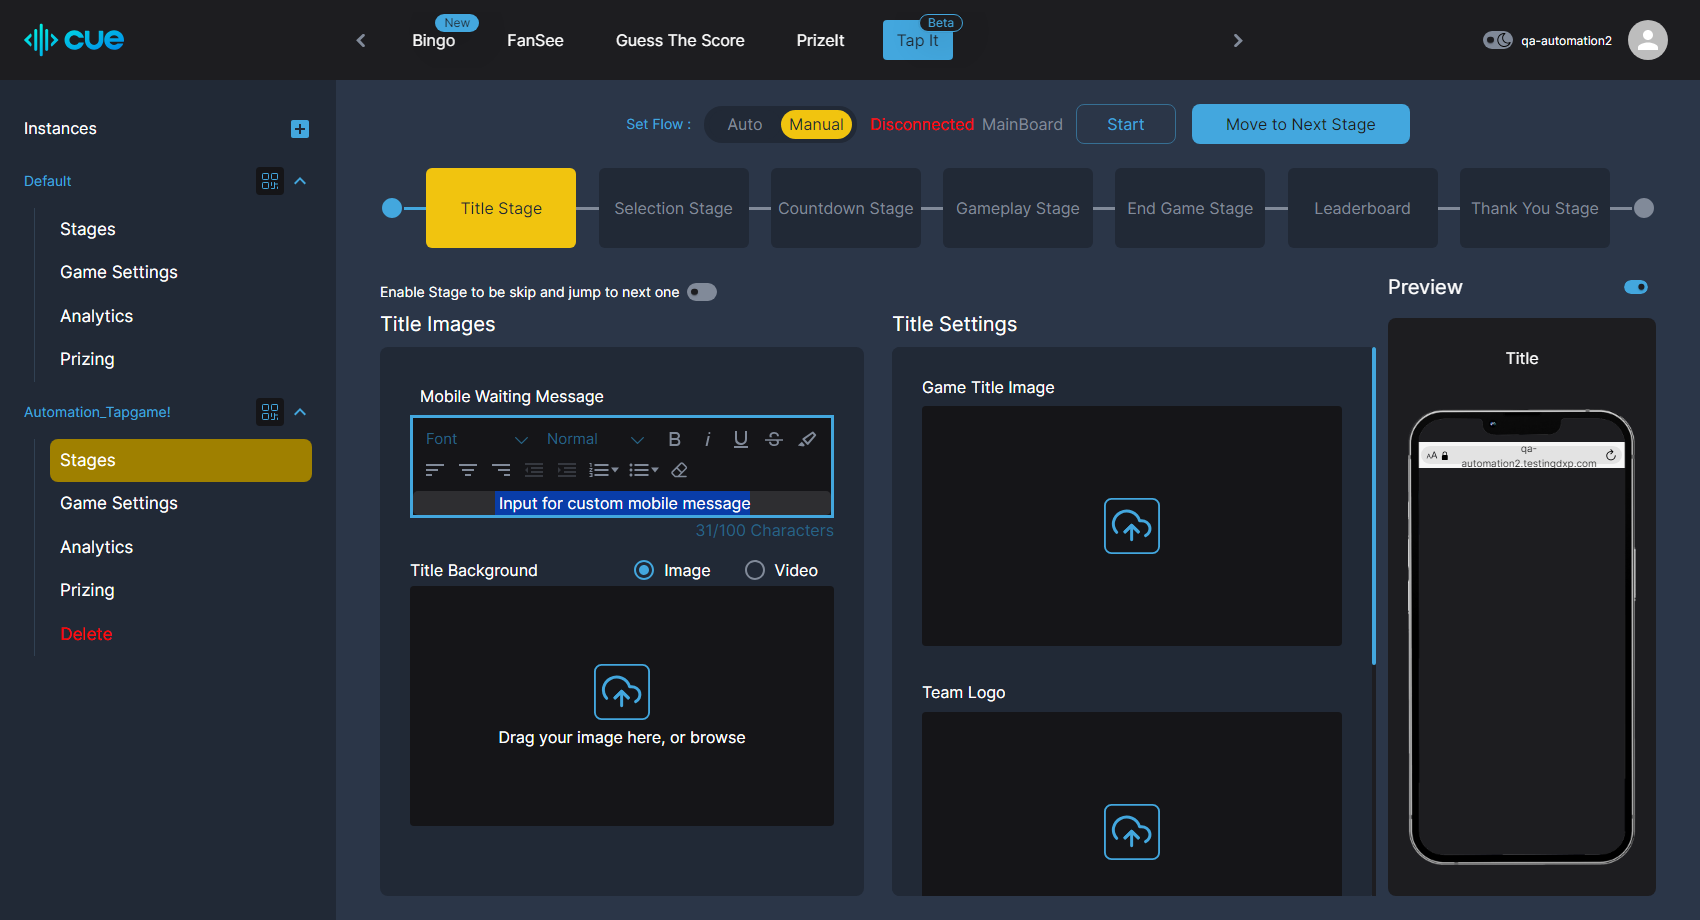 cue
New
Bingo
FanSee
Guess The Score
PrizeIt
Beta
Tap It
qa-automation2
Instances
Default
Stages
Game Settings
Analytics
Prizing
Automation_Tapgame!
Stages
Game Settings
Analytics
Prizing
Delete
Set Flow :
Auto
Manual
Disconnected MainBoard
Start
Move to Next Stage
Title Stage
Selection Stage
Countdown Stage
Gameplay Stage
End Game Stage
Leaderboard
Thank You Stage
Enable Stage to be skip and jump to next one
Title Images
Mobile Waiting Message
Font
Normal
B i U S
Input for custom mobile message
31/100 Characters
Title Background
Image
Video
Drag your image here, or browse
Title Settings
Game Title Image
Team Logo
Preview
Title
AA
qa-
automation2.testingdxp.com